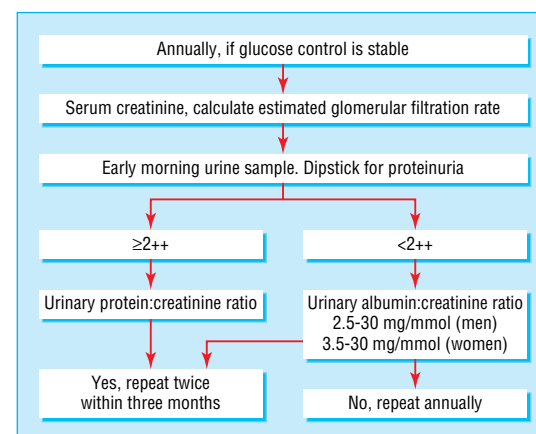 Annually, if glucose control is stable
Serum creatinine, calculate estimated glomerular filtration rate
Early morning urine sample. Dipstick for proteinuria
≥2++
<2++
Urinary protein:creatinine ratio
Urinary albumin:creatinine ratio
2.5-30 mg/mmol (men)
3.5-30 mg/mmol (women)
Yes, repeat twice
within three months
No, repeat annually